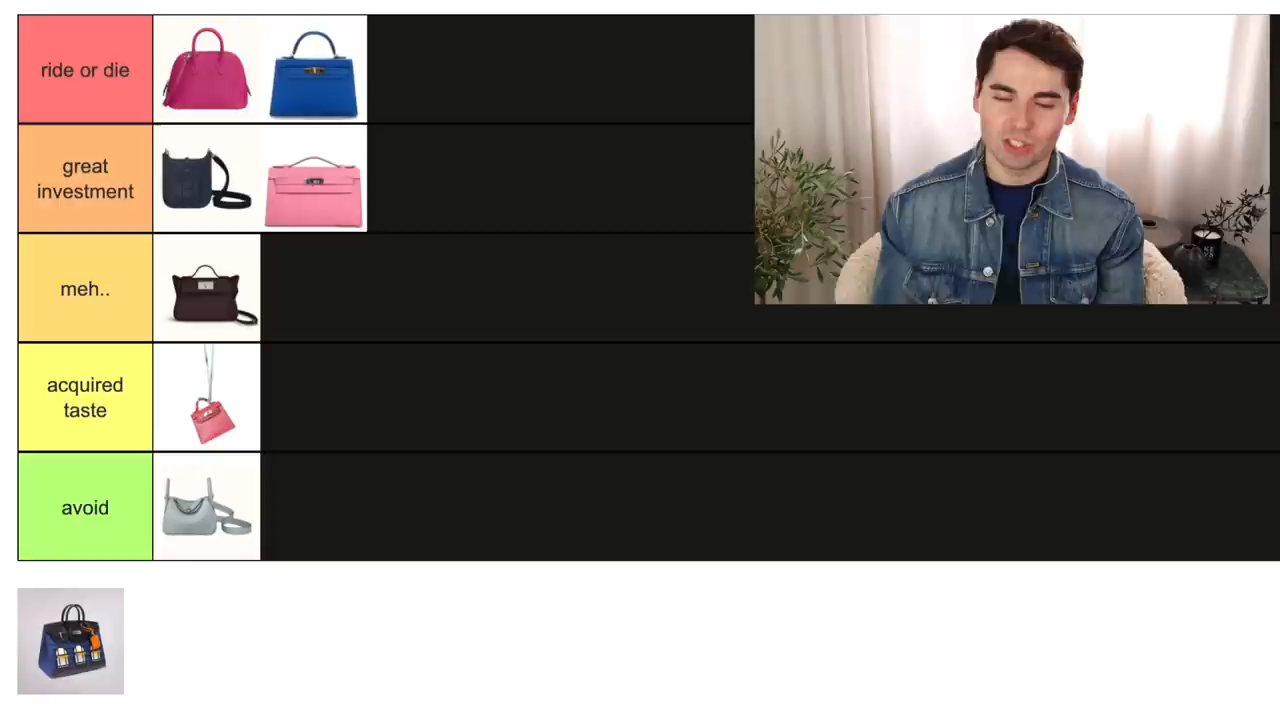 ride or die
great
investment
meh..
acquired
taste
avoid